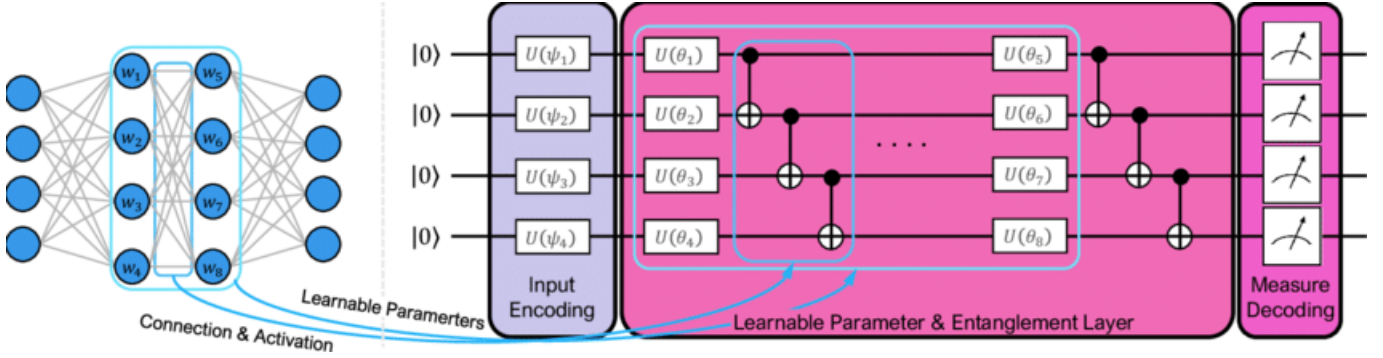 w₁ w₅
w₂ w₆
w₃ w₇
w₄ w₈
Learnable Paramerters
Connection & Activation
|0⟩ U(ψ₁) U(θ₁) U(θ₅)
|0⟩ U(ψ₂) U(θ₂) U(θ₆)
....
|0⟩ U(ψ₃) U(θ₃) U(θ₇)
|0⟩ U(ψ₄) U(θ₄) U(θ₈)
Input
Encoding
Learnable Parameter & Entanglement Layer
Measure
Decoding